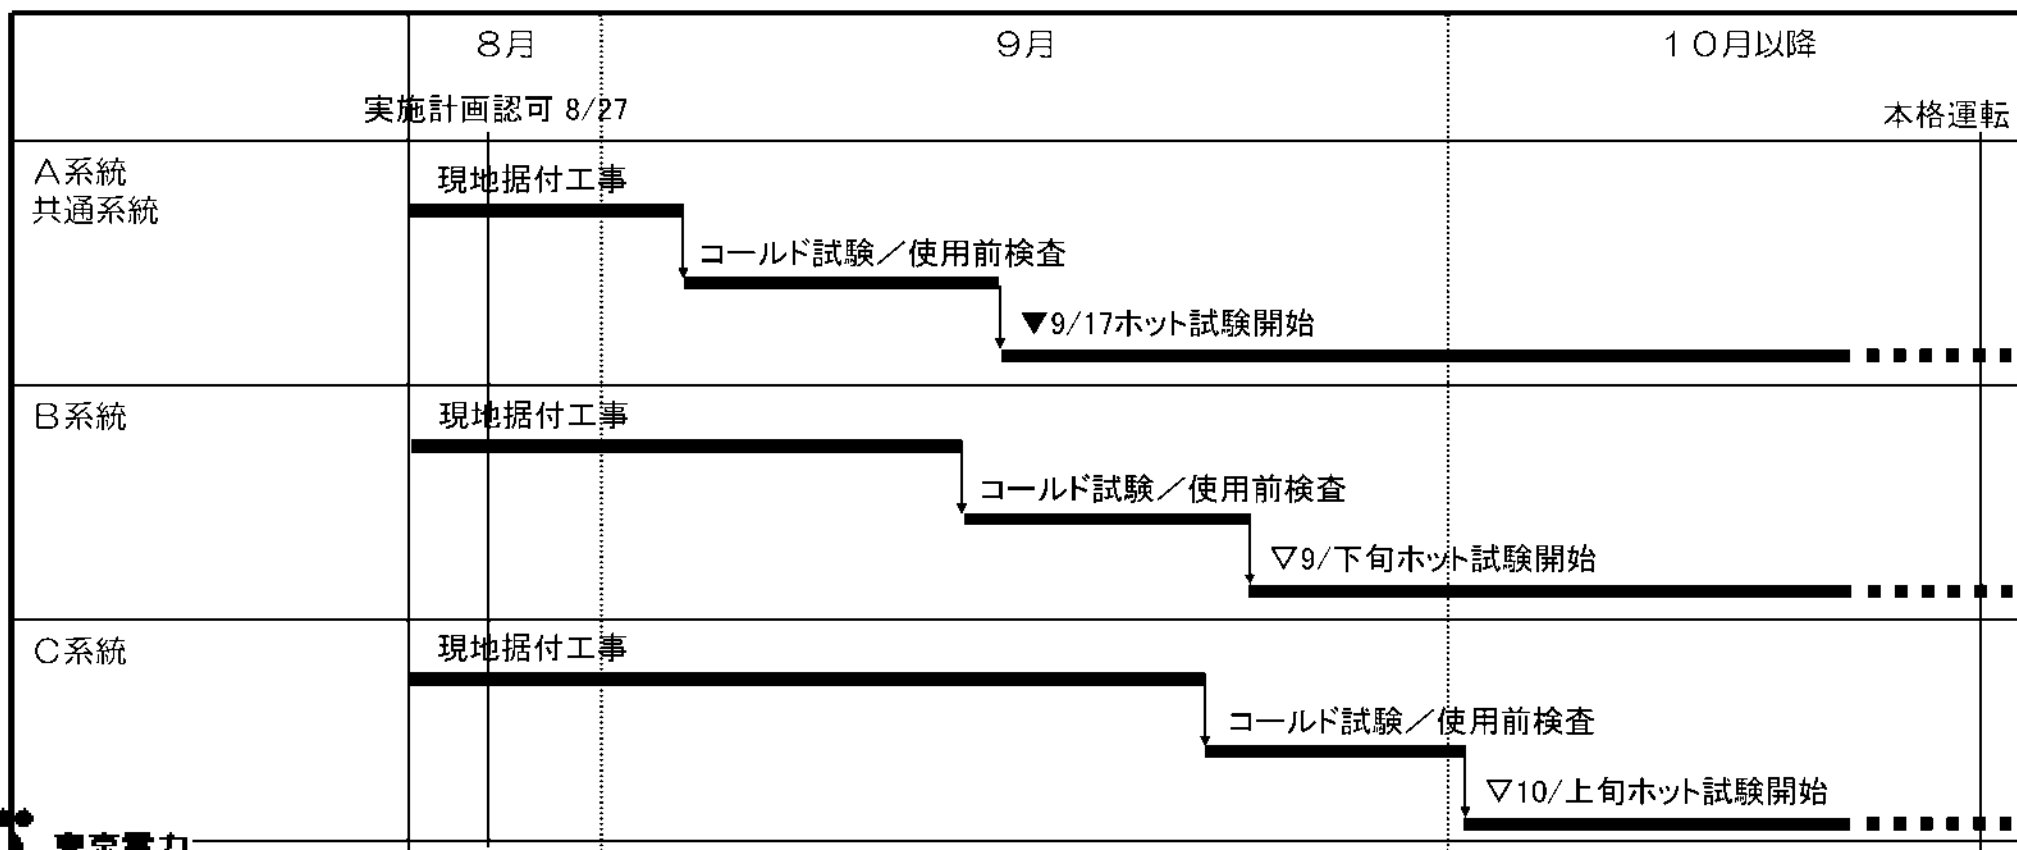 8月
9月
10月以降
実施計画認可 8/27
本格運転
A系統
共通系統
現地据付工事
コールド試験／使用前検査
▼9/17ホット試験開始
B系統
現地据付工事
コールド試験／使用前検査
▽9/下旬ホット試験開始
C系統
現地据付工事
コールド試験／使用前検査
▽10/上旬ホット試験開始
東京電力